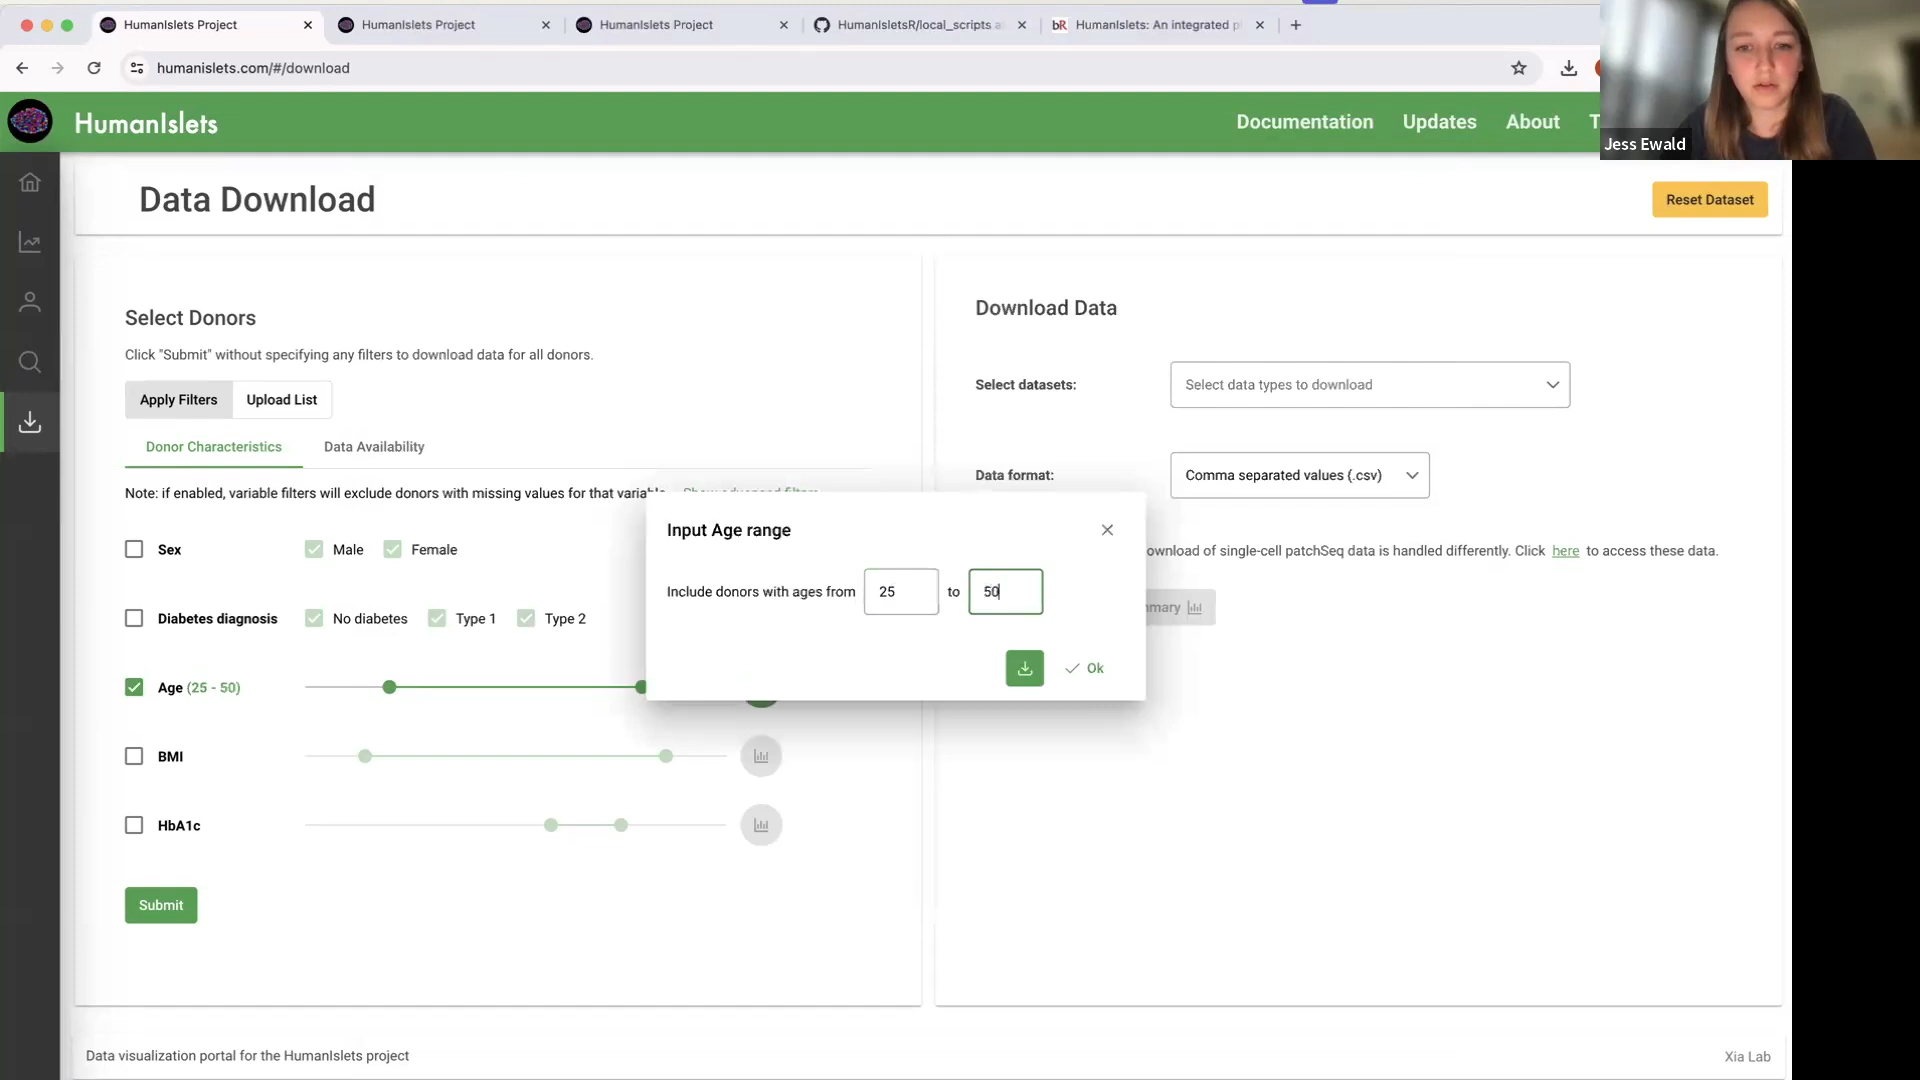 HumanIslets Project
HumanIslets Project
HumanIslets Project
HumanIsletsR/local_scripts a
HumanIslets: An integrated p
humanislets.com/#/download
HumanIslets
Documentation
Updates
About
T
Jess Ewald
Data Download
Reset Dataset
Select Donors
Click "Submit" without specifying any filters to download data for all donors.
Apply Filters
Upload List
Donor Characteristics
Data Availability
Note: if enabled, variable filters will exclude donors with missing values for that variable. Show advanced filters
Sex
Male
Female
Diabetes diagnosis
No diabetes
Type 1
Type 2
Age (25 - 50)
BMI
HbA1c
Submit
Input Age range
Include donors with ages from 25 to 50
Ok
Download Data
Select datasets:
Select data types to download
Data format:
Comma separated values (.csv)
ownload of single-cell patchSeq data is handled differently. Click here to access these data.
mmary
Data visualization portal for the HumanIslets project
Xia Lab